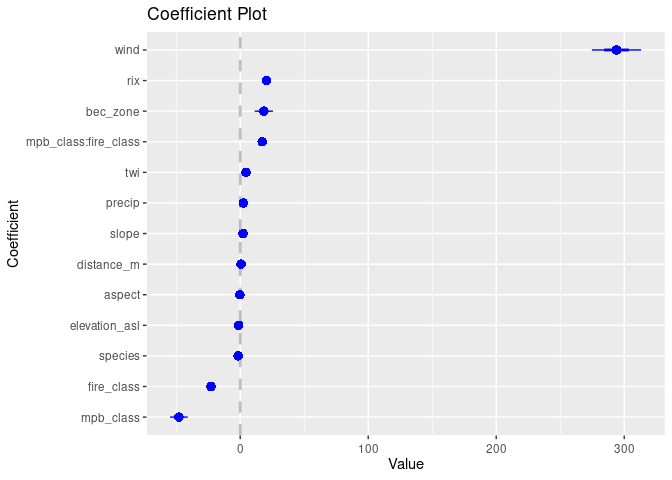 Coefficient Plot
wind
rix
bec_zone
mpb_class:fire_class
twi
precip
slope
distance_m
aspect
elevation_asl
species
fire_class
mpb_class
Coefficient
0 100 200 300
Value